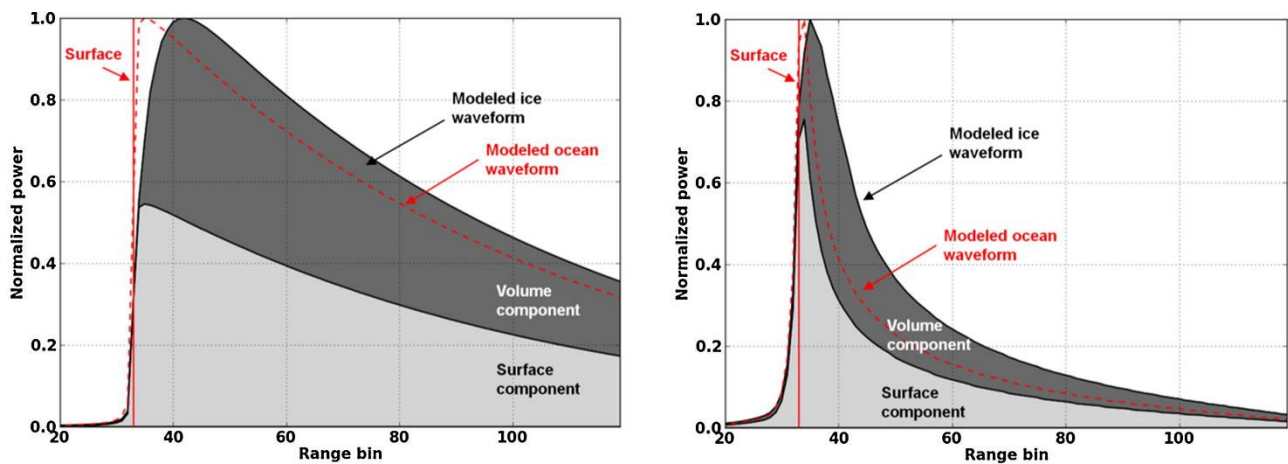 1.0
0.8
0.6
0.4
0.2
0.0
Normalized power
Surface
Modeled ice
waveform
Modeled ocean
waveform
Volume
component
Surface
component
20
40
60
80
100
Range bin
1.0
0.8
0.6
0.4
0.2
0.0
Normalized power
Surface
Modeled ice
waveform
Modeled ocean
waveform
Volume
component
Surface
component
20
40
60
80
100
Range bin